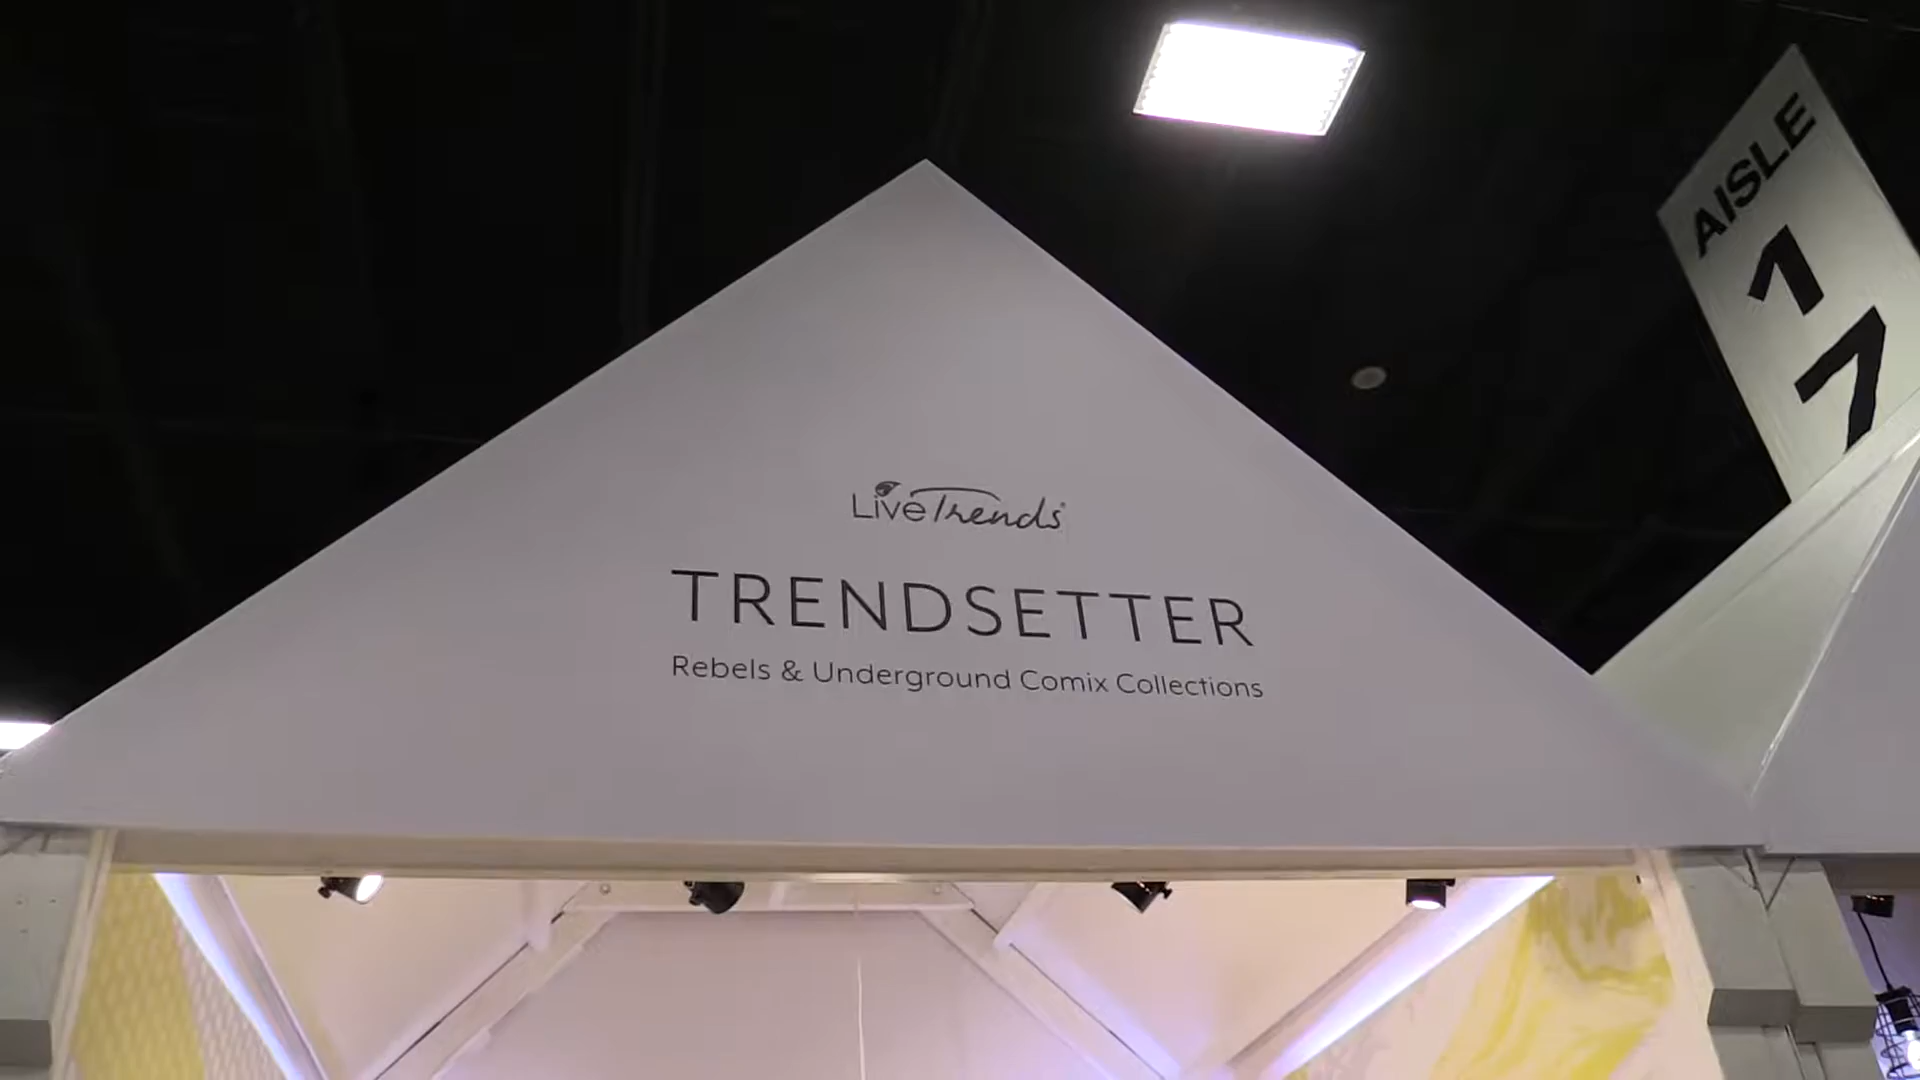 LiveTrends
TRENDSETTER
Rebels & Underground Comix Collections
AISLE
17